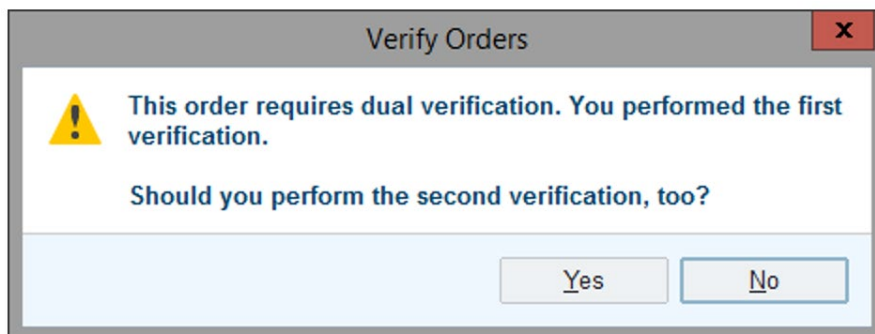 Verify Orders
x
This order requires dual verification. You performed the first
verification.
Should you perform the second verification, too?
Yes
No